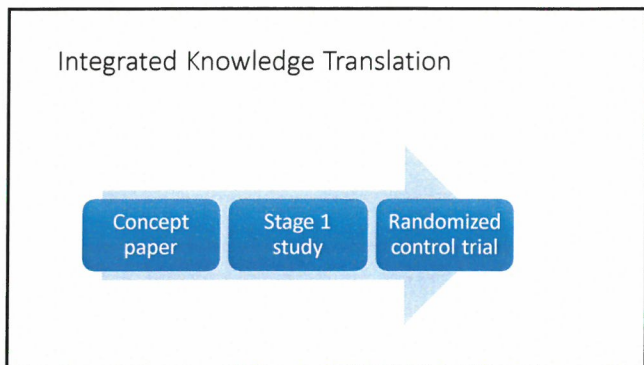 Integrated Knowledge Translation
Concept
paper
Stage 1
study
Randomized
control trial